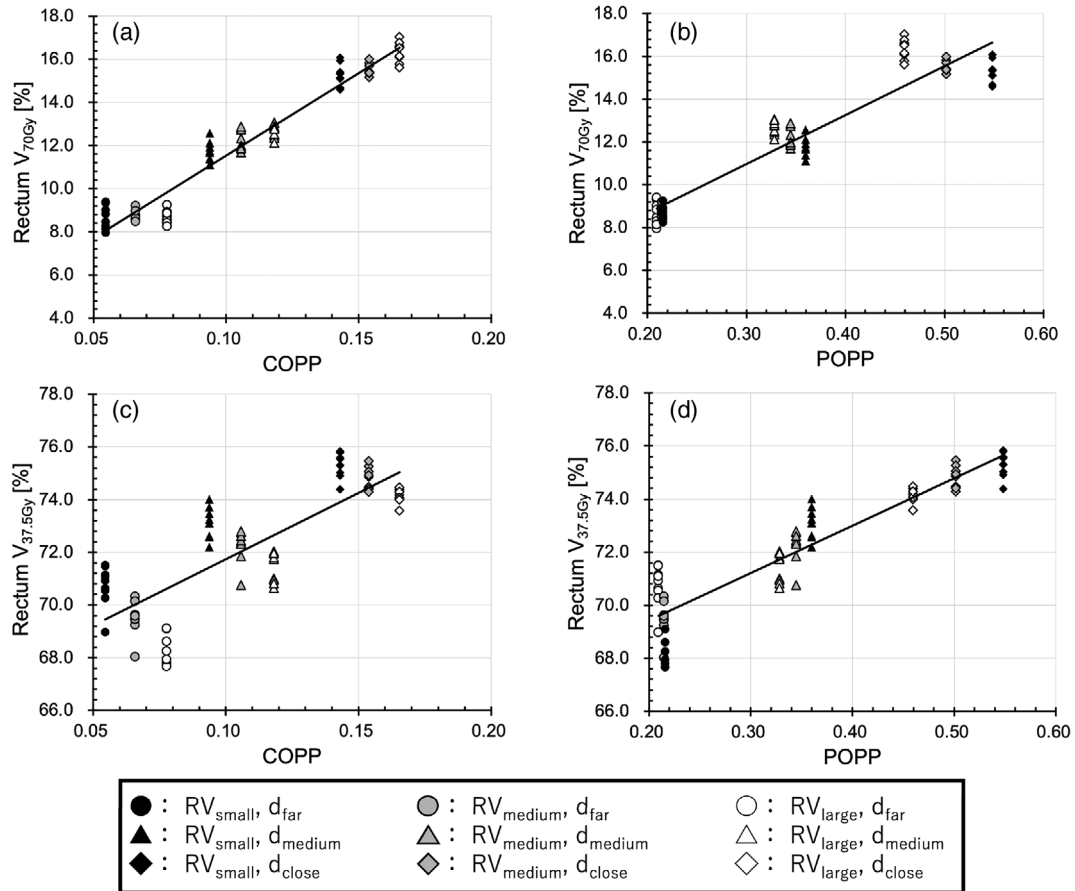 (a)
Rectum V70Gy [%]
18.0
16.0
14.0
12.0
10.0
8.0
6.0
4.0
0.05 0.10 0.15 0.20
COPP
(b)
Rectum V70Gy [%]
18.0
16.0
14.0
12.0
10.0
8.0
6.0
4.0
0.20 0.30 0.40 0.50 0.60
POPP
(c)
Rectum V37.5Gy [%]
78.0
76.0
74.0
72.0
70.0
68.0
66.0
0.05 0.10 0.15 0.20
COPP
(d)
Rectum V37.5Gy [%]
78.0
76.0
74.0
72.0
70.0
68.0
66.0
0.20 0.30 0.40 0.50 0.60
POPP
: RVsmall, dfar : RVmedium, dfar : RVlarge, dfar
: RVsmall, dmedium : RVmedium, dmedium : RVlarge, dmedium
: RVsmall, dclose : RVmedium, dclose : RVlarge, dclose